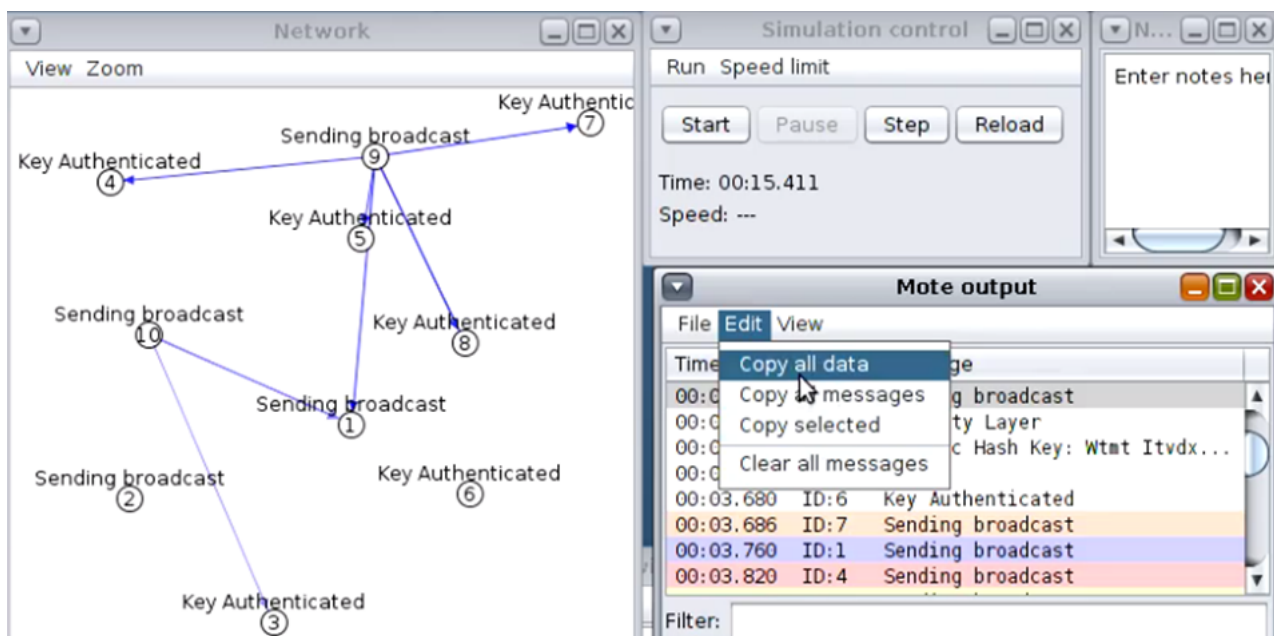 Network
View Zoom
Key Authentic
7
Sending broadcast
9
Key Authenticated
4
Key Authenticated
5
Sending broadcast
10
Key Authenticated
8
Sending broadcast
1
Key Authenticated
6
Sending broadcast
2
Key Authenticated
3
Simulation control
Run Speed limit
Start Pause Step Reload
Time: 00:15.411
Speed: ---
N...
Enter notes her
Mote output
File Edit View
Time ge
Copy all data
Copy all messages
Copy selected
Clear all messages
00:0 g broadcast
00:0 ty Layer
00:0 c Hash Key: Wtmt Itvdx...
00:0
00:03.680 ID:6 Key Authenticated
00:03.686 ID:7 Sending broadcast
00:03.760 ID:1 Sending broadcast
00:03.820 ID:4 Sending broadcast
Filter: